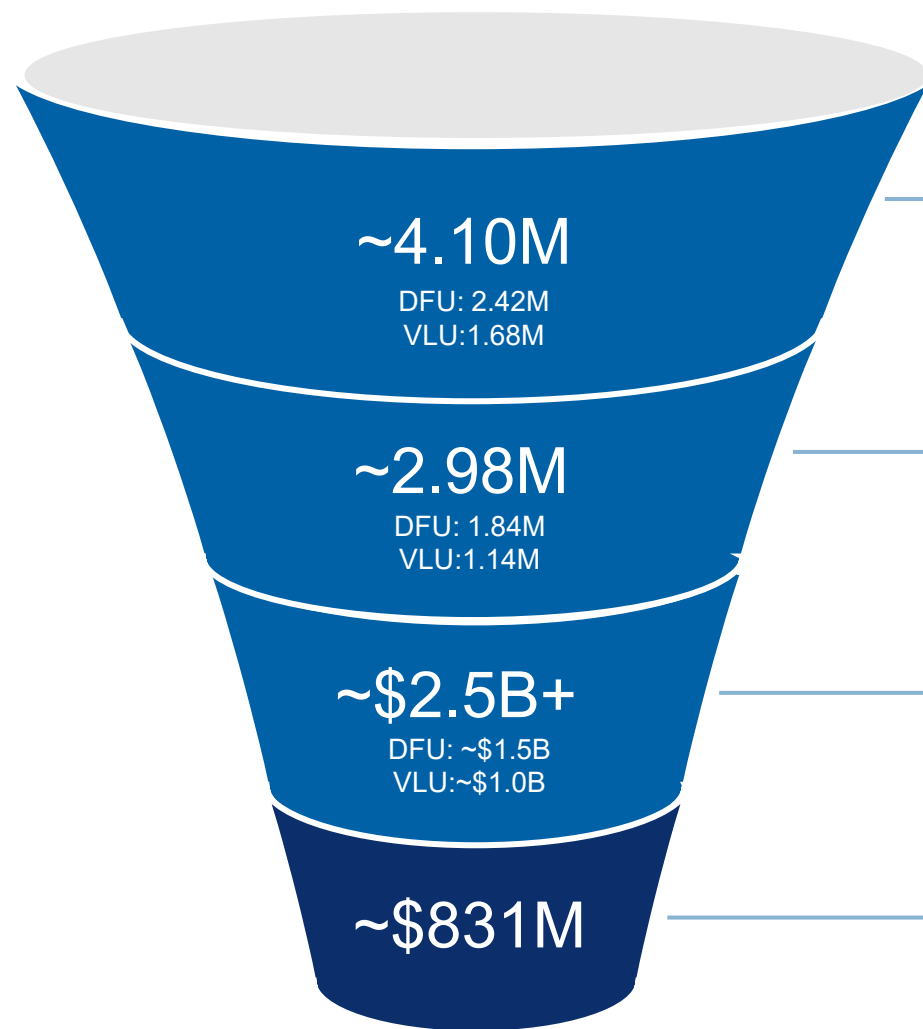 ~4.10M
DFU: 2.42M
VLU:1.68M
~2.98M
DFU: 1.84M
VLU:1.14M
~$2.5B+
DFU: ~$1.5B
VLU:~$1.0B
~$831M